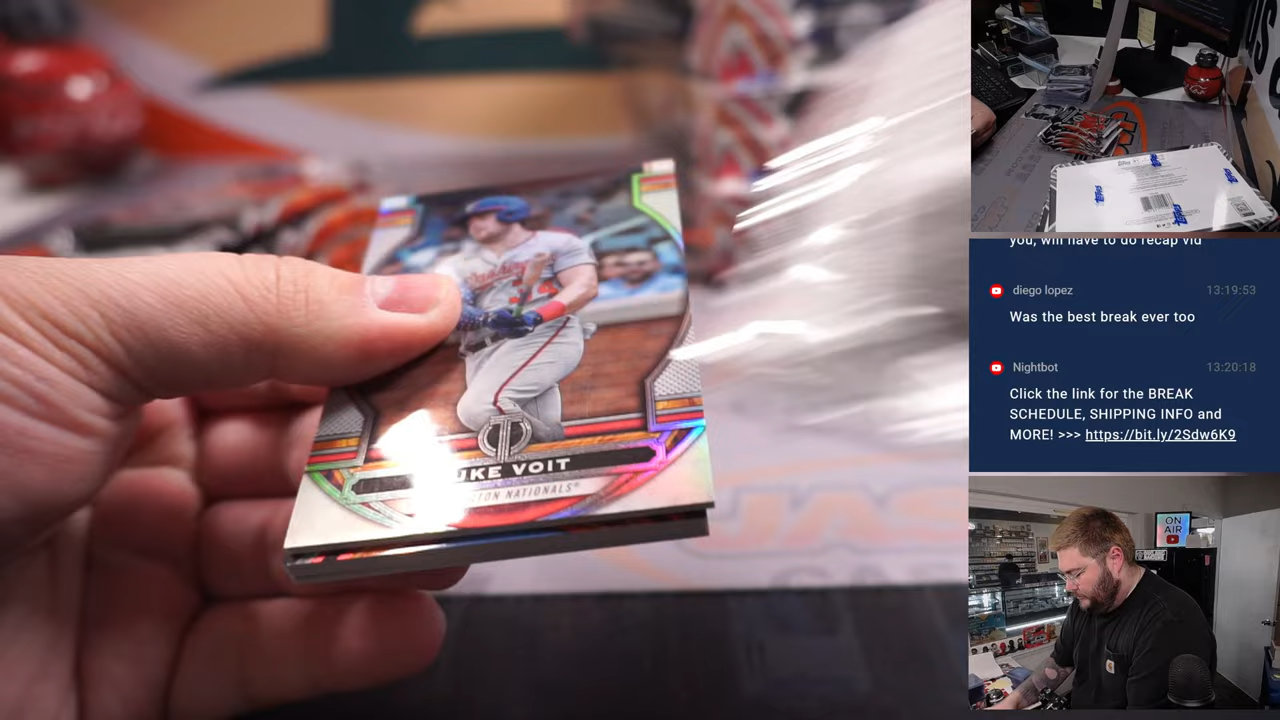 UKE VOIT
TON NATIONALS®
you, will have to do recap vid
diego lopez
13:19:53
Was the best break ever too
Nightbot
13:20:18
Click the link for the BREAK
SCHEDULE, SHIPPING INFO and
MORE! >>> https://bit.ly/2Sdw6K9
ON
AIR